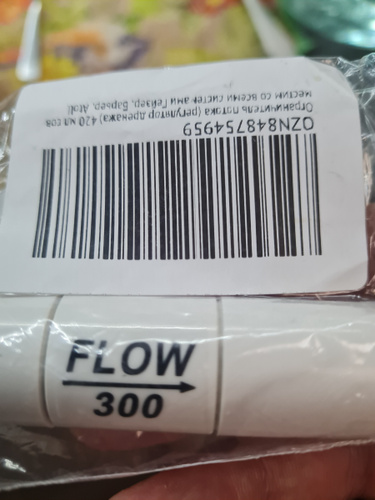 OZN848754959
Ограничитель потока (регулятор дренажа) 420 мл сов
местим со всеми системами Гейзер, Барьер, Atoll
FLOW
300